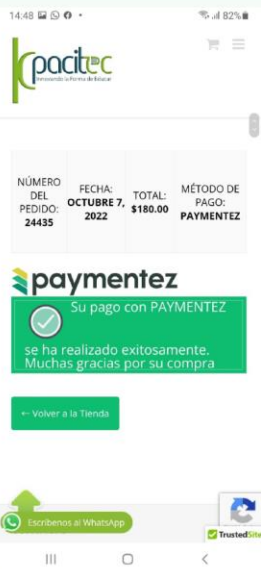 14:48
82%
kpacitec
Innovando la Forma de Educar
NÚMERO
DEL
PEDIDO:
24435
FECHA:
OCTUBRE 7,
2022
TOTAL:
$180.00
MÉTODO DE
PAGO:
PAYMENTEZ
paymentez
Su pago con PAYMENTEZ
se ha realizado exitosamente.
Muchas gracias por su compra
← Volver a la Tienda
Escríbenos al WhatsApp
TrustedSite